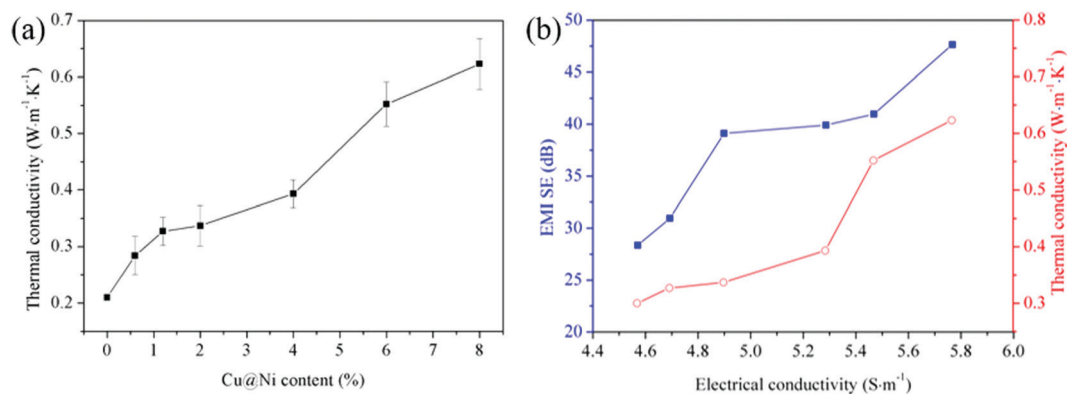 (a)
0.7
0.6
0.5
0.4
0.3
0.2
Thermal conductivity (W·m⁻¹·K⁻¹)
0 1 2 3 4 5 6 7 8
Cu@Ni content (%)
(b)
50
45
40
35
30
25
20
EMI SE (dB)
4.4 4.6 4.8 5.0 5.2 5.4 5.6 5.8 6.0
Electrical conductivity (S·m⁻¹)
0.8
0.7
0.6
0.5
0.4
0.3
Thermal conductivity (W·m⁻¹·K⁻¹)